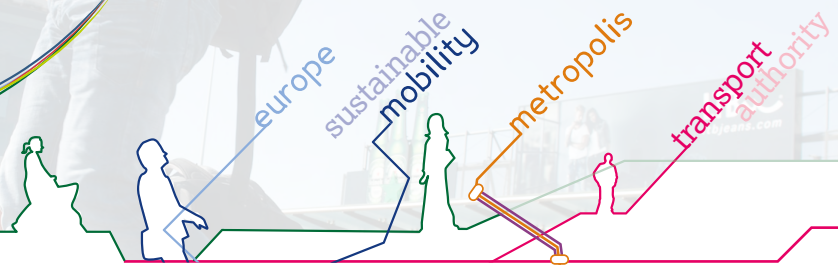 europe
sustainable
mobility
metropolis
transport
authority